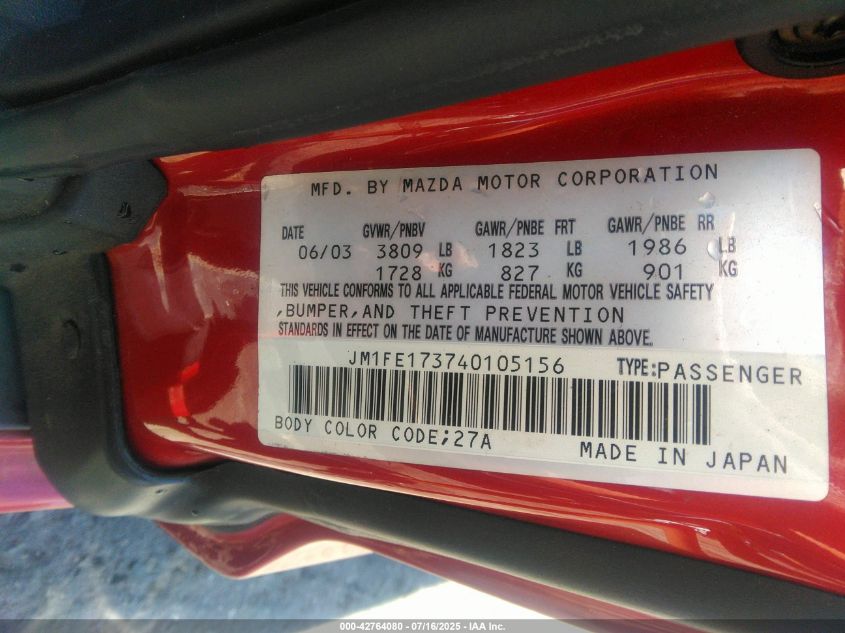 MFD. BY MAZDA MOTOR CORPORATION
DATE GVWR/PNBV GAWR/PNBE FRT GAWR/PNBE RR
06/03 3809 LB 1823 LB 1986 LB
1728 KG 827 KG 901 KG
THIS VEHICLE CONFORMS TO ALL APPLICABLE FEDERAL MOTOR VEHICLE SAFETY
,BUMPER,AND THEFT PREVENTION
STANDARDS IN EFFECT ON THE DATE OF MANUFACTURE SHOWN ABOVE.
JM1FE173740105156 TYPE:PASSENGER
BODY COLOR CODE;27A
MADE IN JAPAN
000-42764080 - 07/16/2025 - IAA Inc.